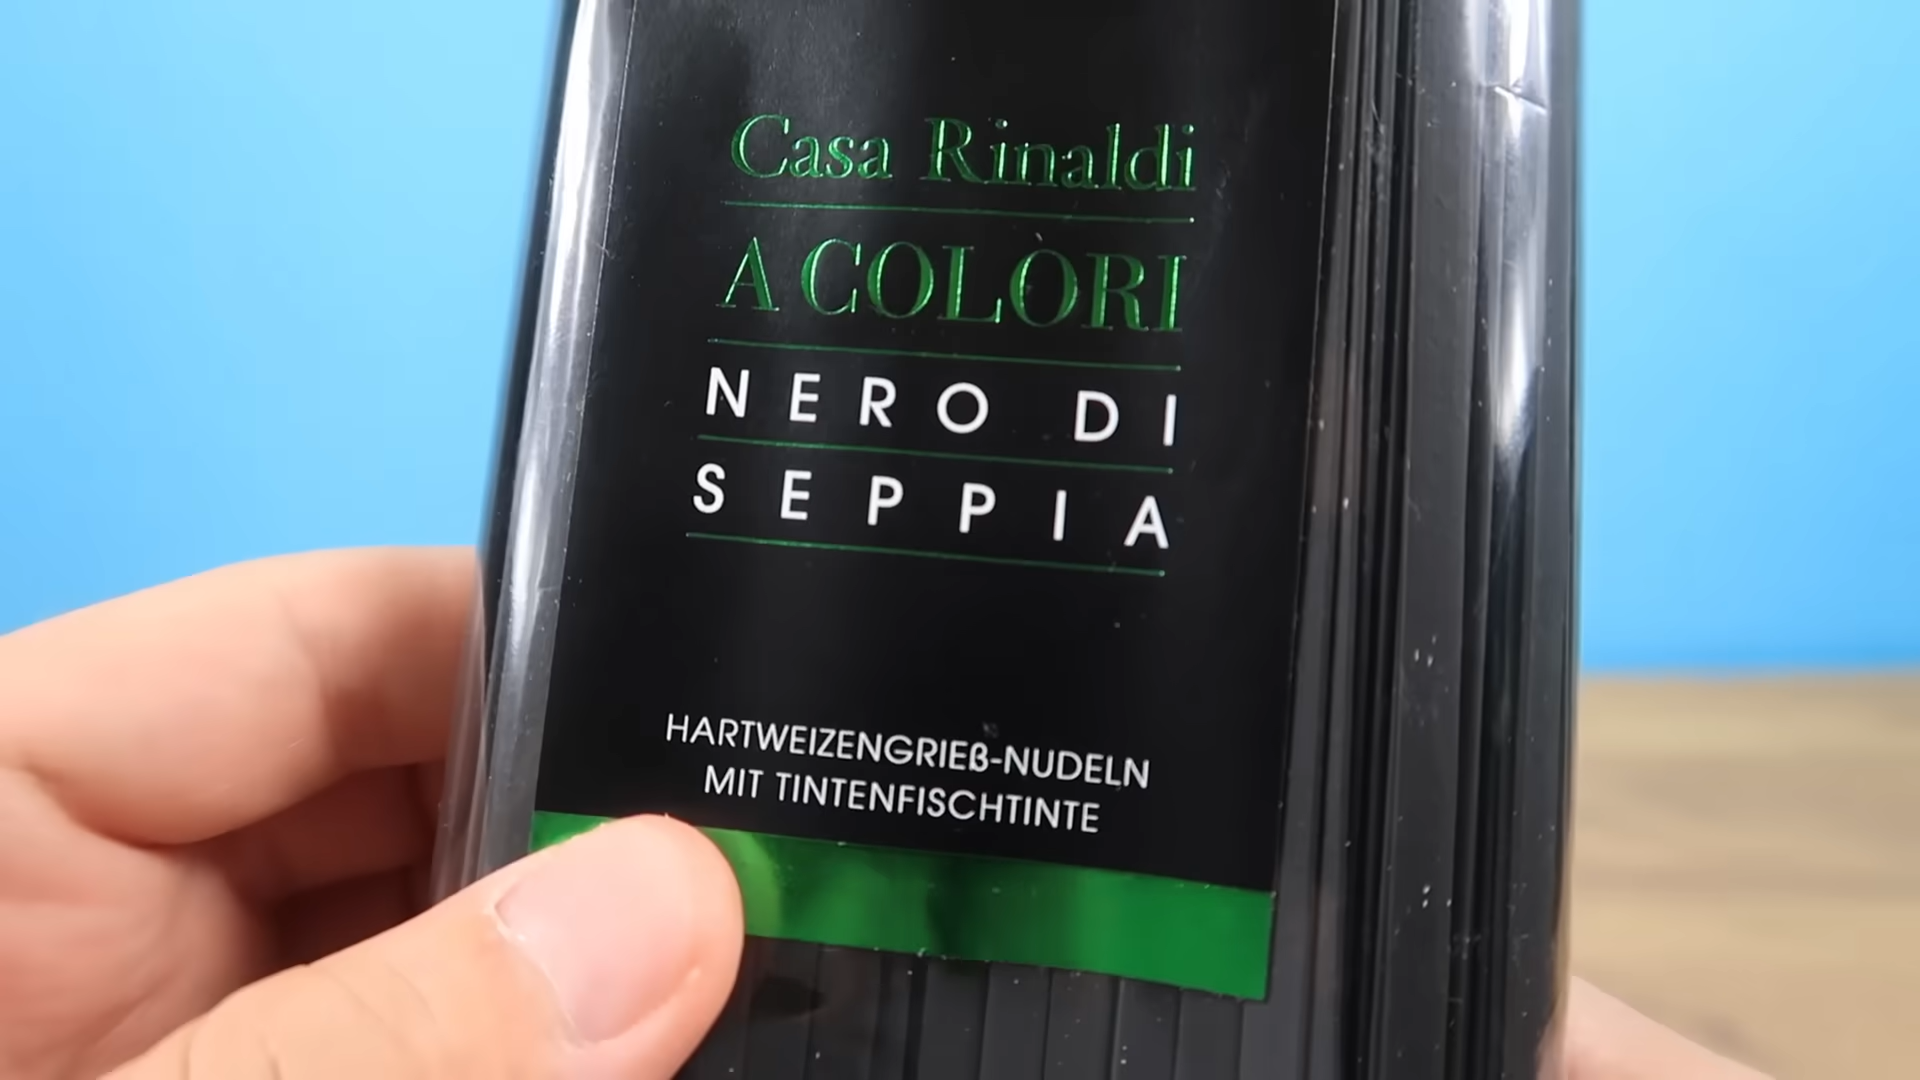 Casa Rinaldi
A COLORI
NERO DI
SEPPIA
HARTWEIZENGRIEß-NUDELN
MIT TINTENFISCHTINTE